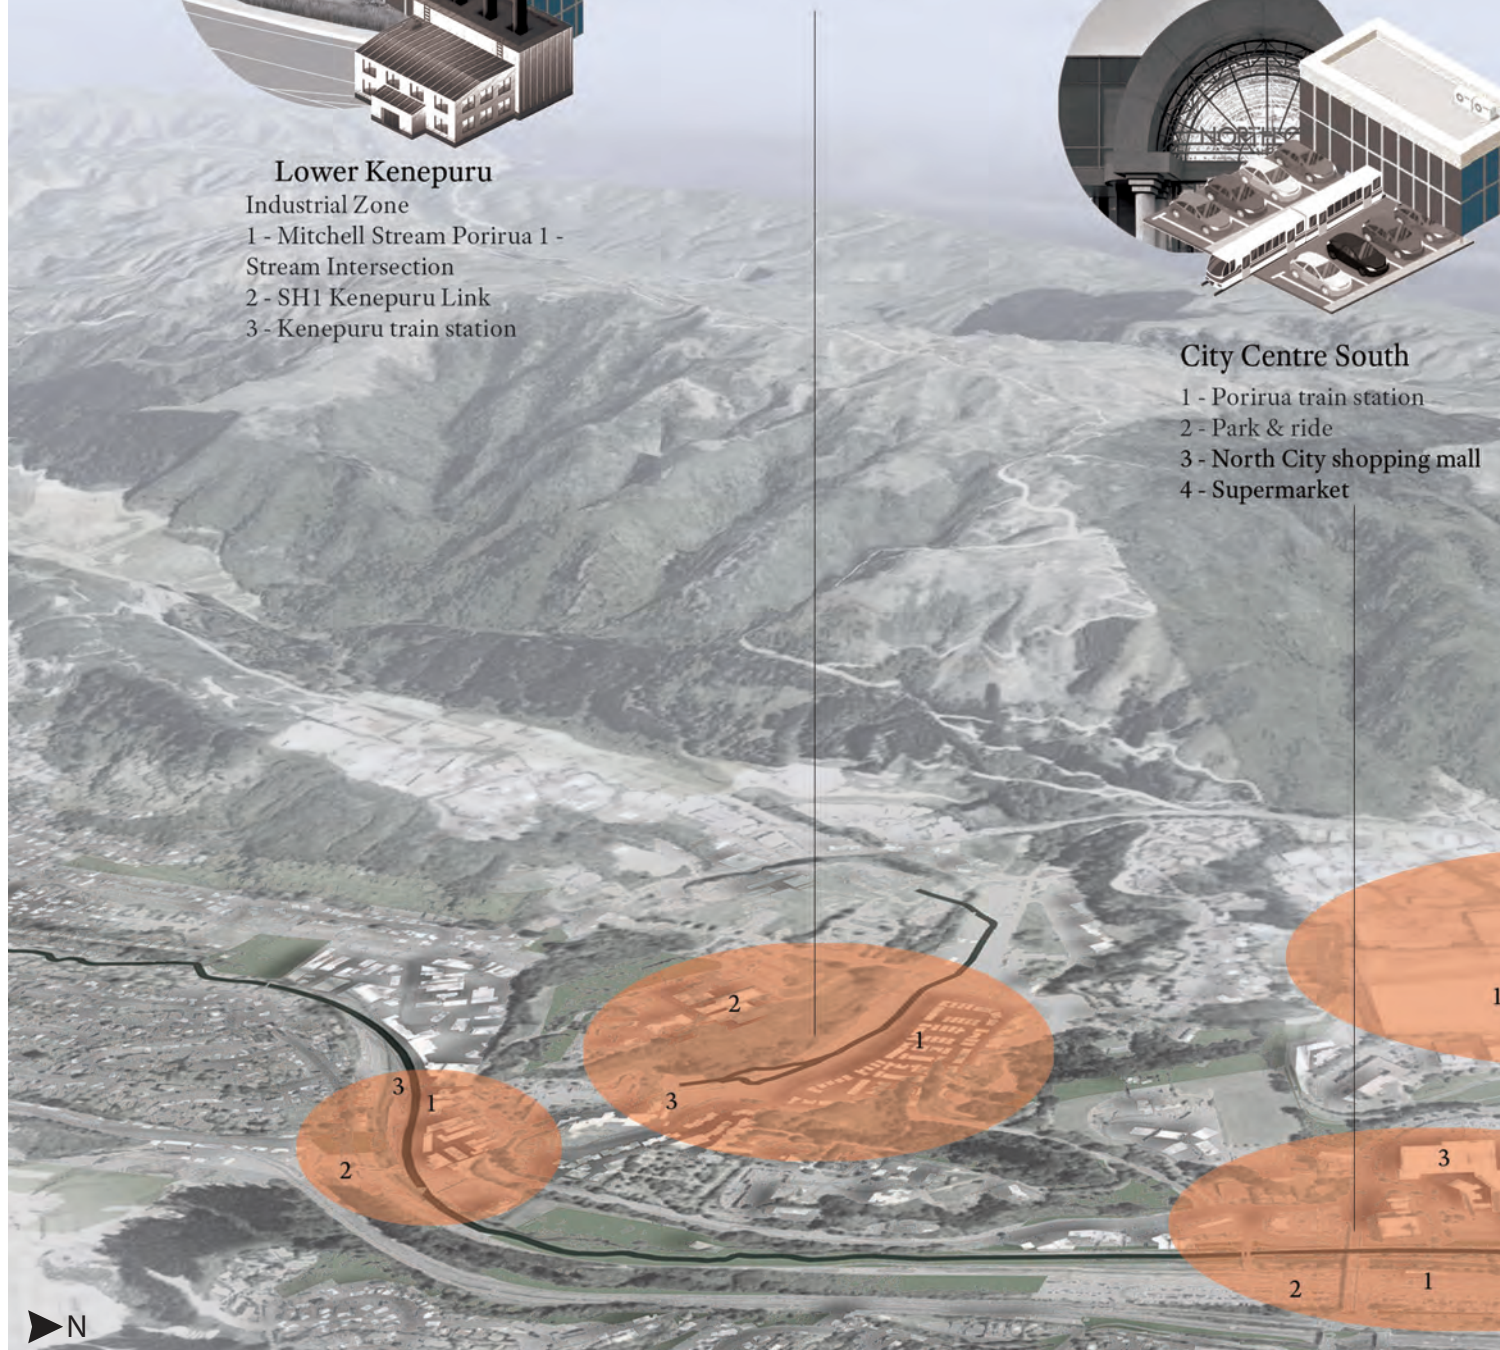 NORTH C
Lower Kenepuru
Industrial Zone
1 - Mitchell Stream Porirua 1 -
Stream Intersection
2 - SH1 Kenepuru Link
3 - Kenepuru train station
City Centre South
1 - Porirua train station
2 - Park & ride
3 - North City shopping mall
4 - Supermarket
2
1
1
3
1
3
2
3
2
1
N